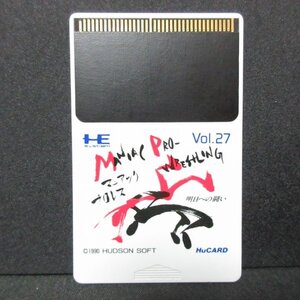 HE
Vol.27
MANIAC PRO-
WRESTLING
マニアック
プロレス
明日への闘い
©1990 HUDSON SOFT
HuCARD